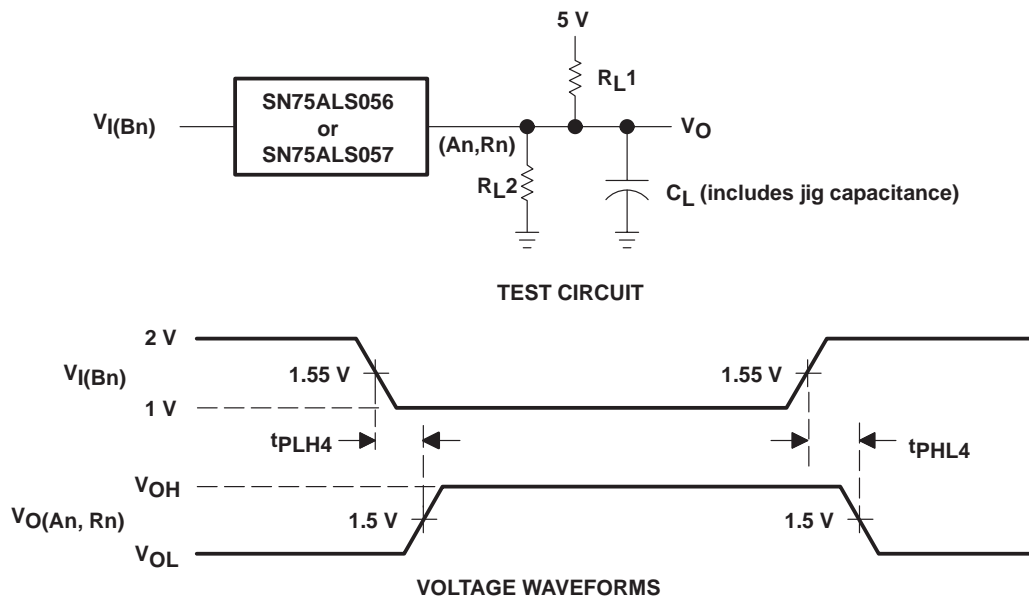 5 V
RL1
SN75ALS056
or
SN75ALS057
VI(Bn)
(An,Rn)
VO
RL2
CL (includes jig capacitance)
TEST CIRCUIT
2 V
VI(Bn)
1.55 V
1.55 V
1 V
tPLH4
tPHL4
VOH
VO(An, Rn)
1.5 V
1.5 V
VOL
VOLTAGE WAVEFORMS